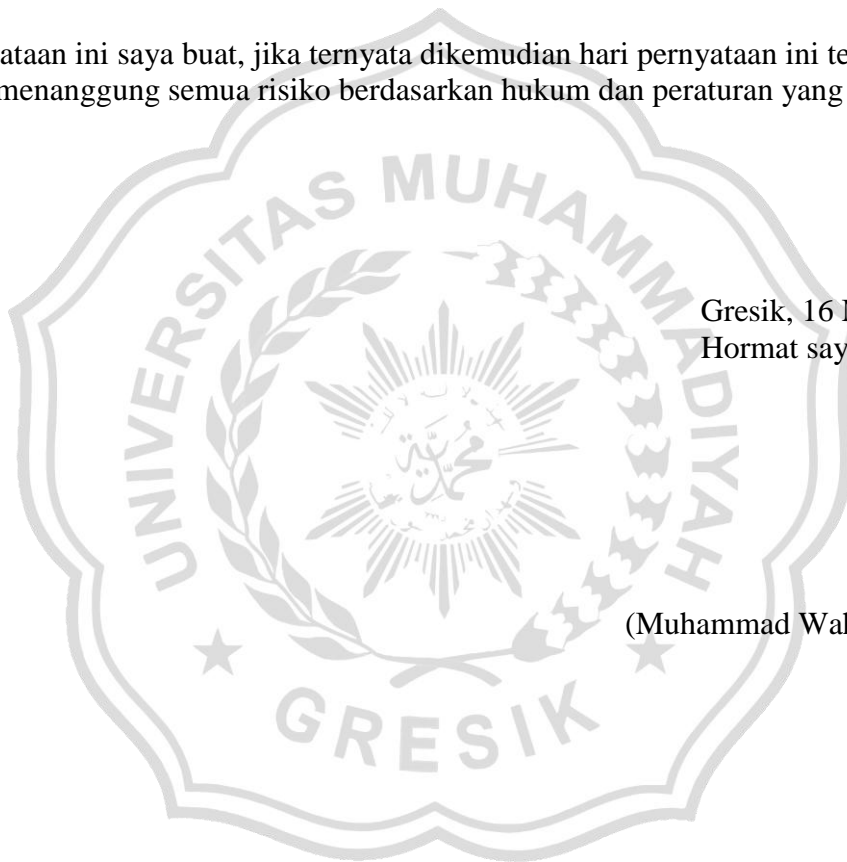 ataan ini saya buat, jika ternyata dikemudian hari pernyataan ini te
menanggung semua risiko berdasarkan hukum dan peraturan yang
UNIVERSITAS MUHAMMADIYAH
Gresik, 16
Hormat say
(Muhammad Wal
GRESIK